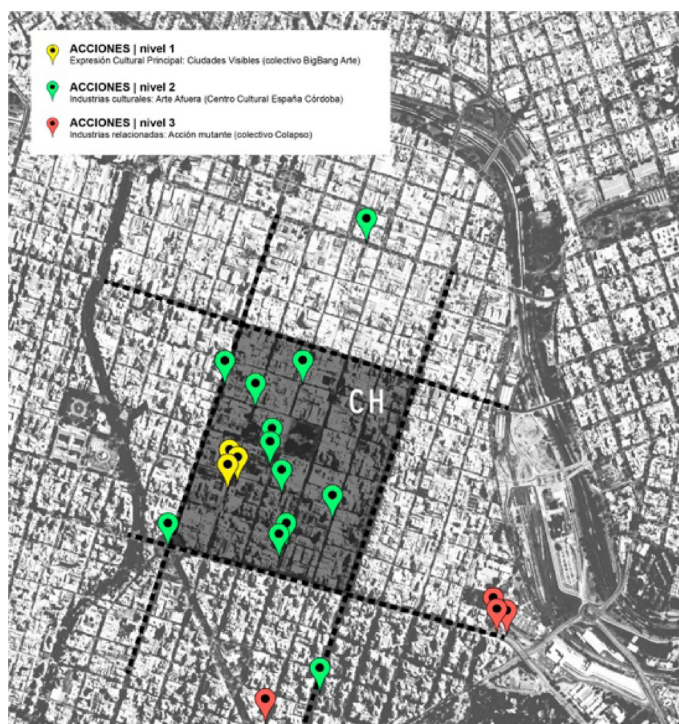 ACCIONES | nivel 1
Expresión Cultural Principal: Ciudades Visibles (colectivo BigBang Arte)
ACCIONES | nivel 2
Industrias culturales: Arte Afuera (Centro Cultural España Córdoba)
ACCIONES | nivel 3
Industrias relacionadas: Acción mutante (colectivo Colapso)
CH